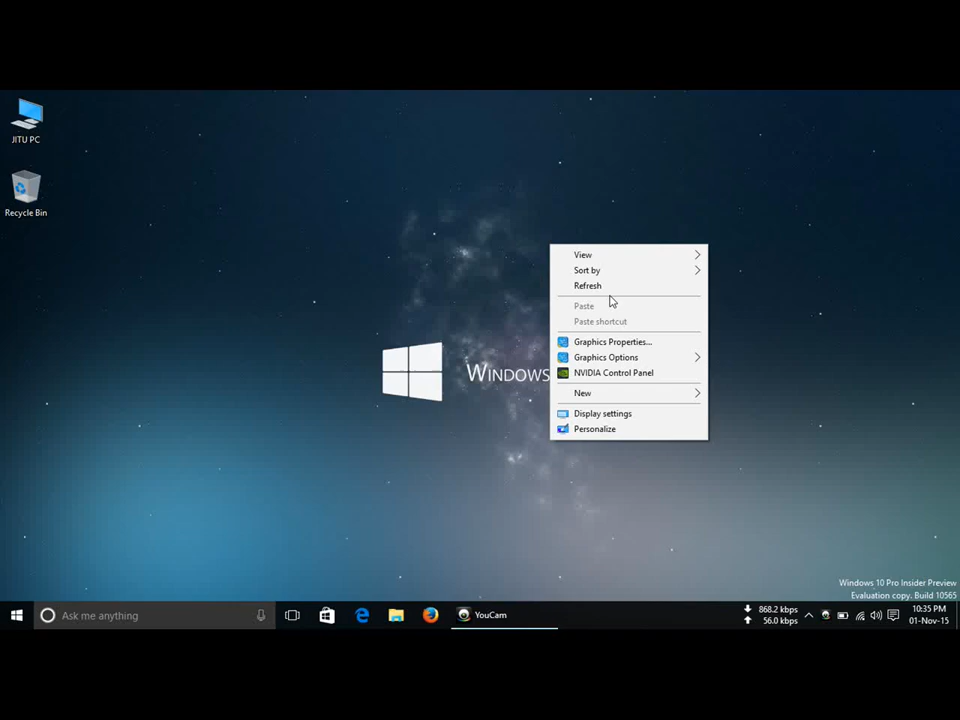 JITU PC
Recycle Bin
WINDOWS
View
Sort by
Refresh
Paste
Paste shortcut
Graphics Properties...
Graphics Options
NVIDIA Control Panel
New
Display settings
Personalize
Windows 10 Pro Insider Preview
Evaluation copy. Build 10565
Ask me anything
YouCam
868.2 kbps
56.0 kbps
10:35 PM
01-Nov-15